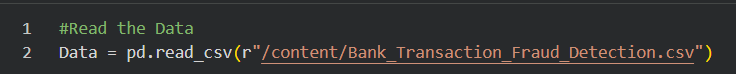 1 #Read the Data
2 Data = pd.read_csv(r"/content/Bank_Transaction_Fraud_Detection.csv")